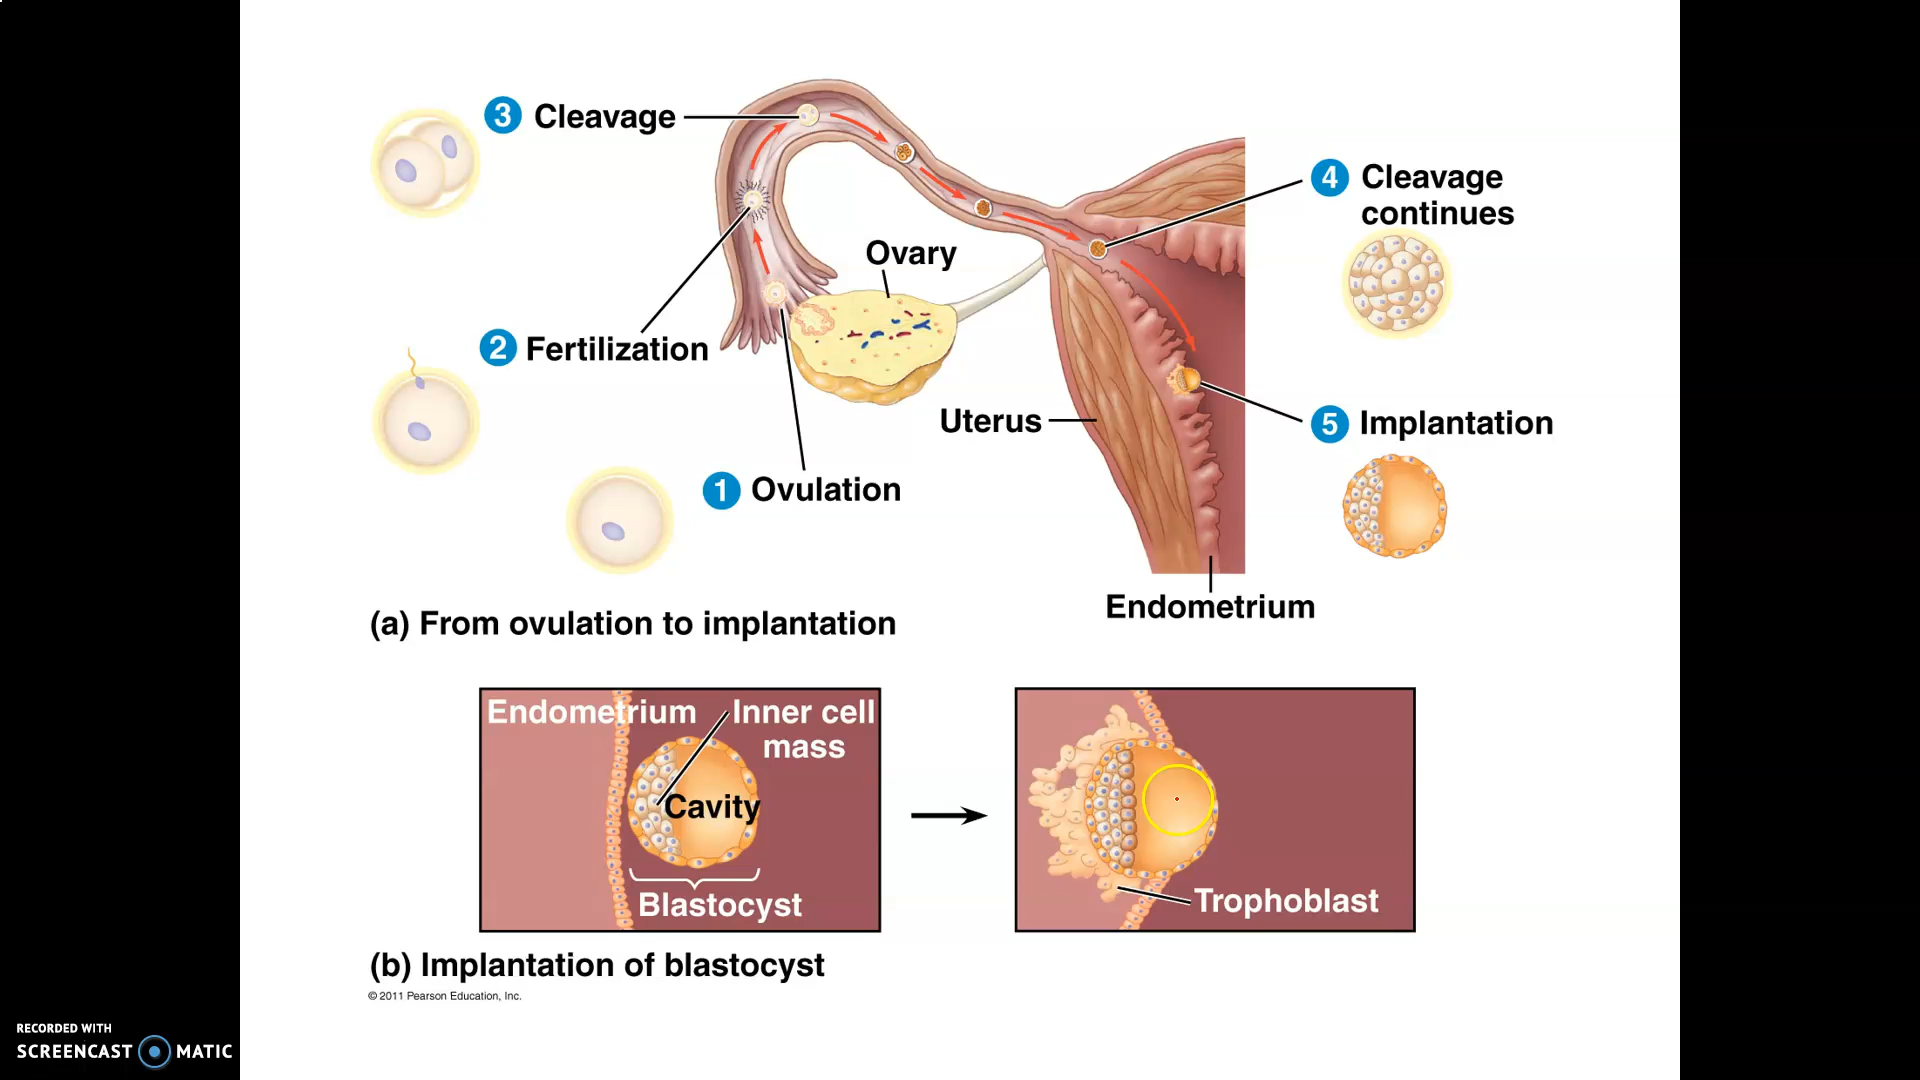 3 Cleavage
4 Cleavage
continues
Ovary
2 Fertilization
Uterus
5 Implantation
1 Ovulation
Endometrium
(a) From ovulation to implantation
Endometrium
Inner cell
mass
Cavity
Blastocyst
Trophoblast
(b) Implantation of blastocyst
© 2011 Pearson Education, Inc.
RECORDED WITH
SCREENCAST MATIC